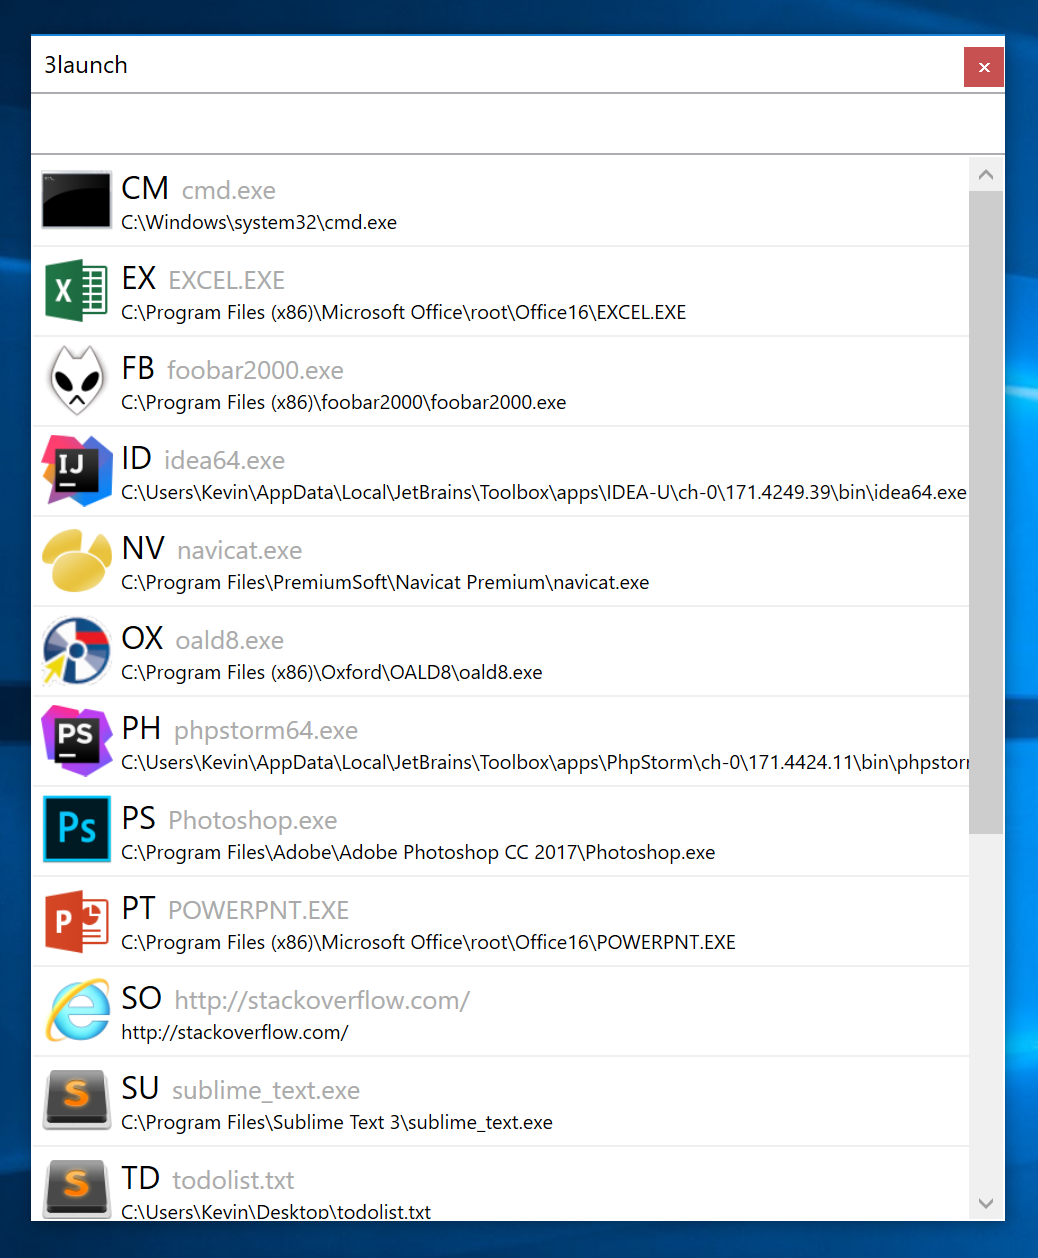 3launch
CM cmd.exe
C:\Windows\system32\cmd.exe
X
EX EXCEL.EXE
C:\Program Files (x86)\Microsoft Office\root\Office16\EXCEL.EXE
FB foobar2000.exe
C:\Program Files (x86)\foobar2000\foobar2000.exe
IJ
ID idea64.exe
C:\Users\Kevin\AppData\Local\JetBrains\Toolbox\apps\IDEA-U\ch-0\171.4249.39\bin\idea64.exe
NV navicat.exe
C:\Program Files\PremiumSoft\Navicat Premium\navicat.exe
OX oald8.exe
C:\Program Files (x86)\Oxford\OALD8\oald8.exe
PS
PH phpstorm64.exe
C:\Users\Kevin\AppData\Local\JetBrains\Toolbox\apps\PhpStorm\ch-0\171.4424.11\bin\phpstor
Ps
PS Photoshop.exe
C:\Program Files\Adobe\Adobe Photoshop CC 2017\Photoshop.exe
P
PT POWERPNT.EXE
C:\Program Files (x86)\Microsoft Office\root\Office16\POWERPNT.EXE
SO http://stackoverflow.com/
http://stackoverflow.com/
S
SU sublime_text.exe
C:\Program Files\Sublime Text 3\sublime_text.exe
S
TD todolist.txt
C:\Users\Kevin\Desktop\todolist.txt